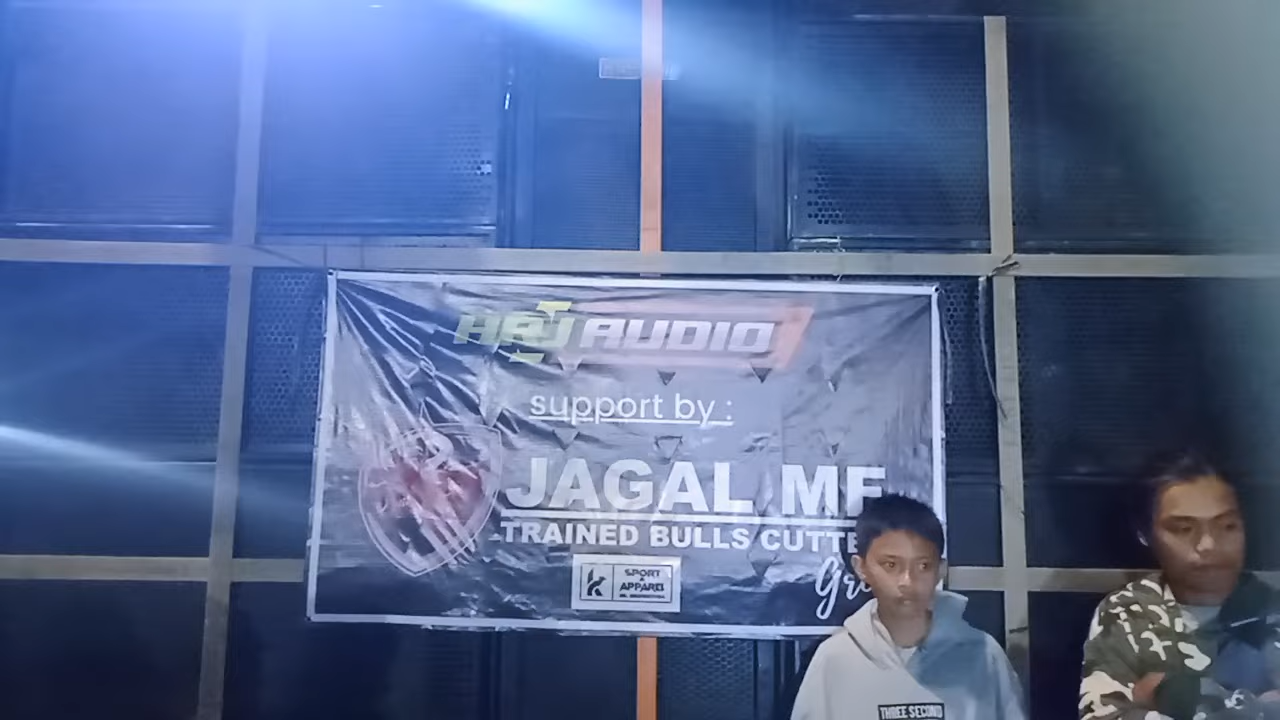 HRJ AUDIO
support by :
JAGAL MF
TRAINED BULLS CUTTE
SPORT
APPAREL
THREE SECOND